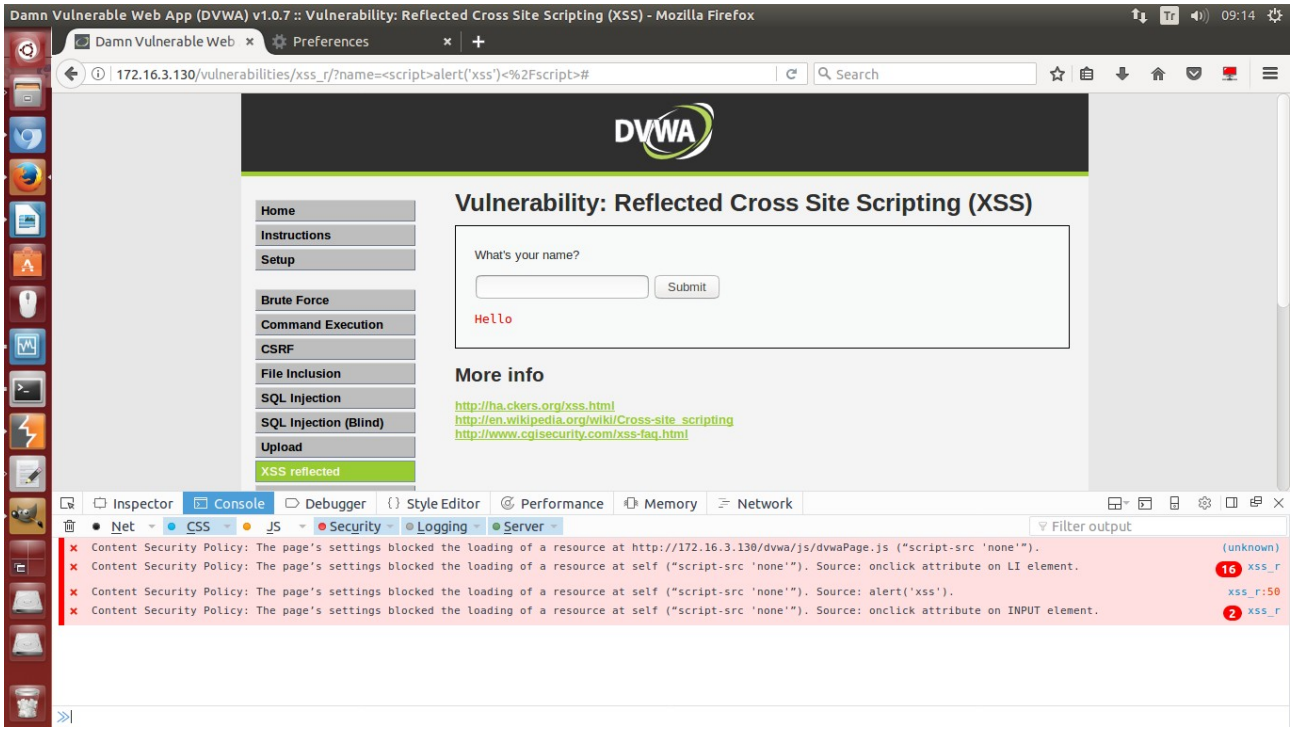 Damn Vulnerable Web App (DVWA) v1.0.7 :: Vulnerability: Reflected Cross Site Scripting (XSS) - Mozilla Firefox
Tr
09:14
Damn Vulnerable Web
Preferences
172.16.3.130/vulnerabilities/xss_r/?name=<script>alert('xss')<%2Fscript>#
Search
DVWA
Home
Instructions
Setup
Brute Force
Command Execution
CSRF
File Inclusion
SQL Injection
SQL Injection (Blind)
Upload
XSS reflected
Vulnerability: Reflected Cross Site Scripting (XSS)
What's your name?
Submit
Hello
More info
http://ha.ckers.org/xss.html
http://en.wikipedia.org/wiki/Cross-site_scripting
http://www.cgisecurity.com/xss-faq.html
Inspector Console Debugger Style Editor Performance Memory Network
Net CSS JS Security Logging Server Filter output
Content Security Policy: The page's settings blocked the loading of a resource at http://172.16.3.130/dvwa/js/dvwaPage.js (“script-src 'none'”). (unknown)
Content Security Policy: The page's settings blocked the loading of a resource at self (“script-src 'none'”). Source: onclick attribute on LI element. 16 xss_r
Content Security Policy: The page's settings blocked the loading of a resource at self (“script-src 'none'”). Source: alert('xss'). xss_r:50
Content Security Policy: The page's settings blocked the loading of a resource at self (“script-src 'none'”). Source: onclick attribute on INPUT element. 2 xss_r